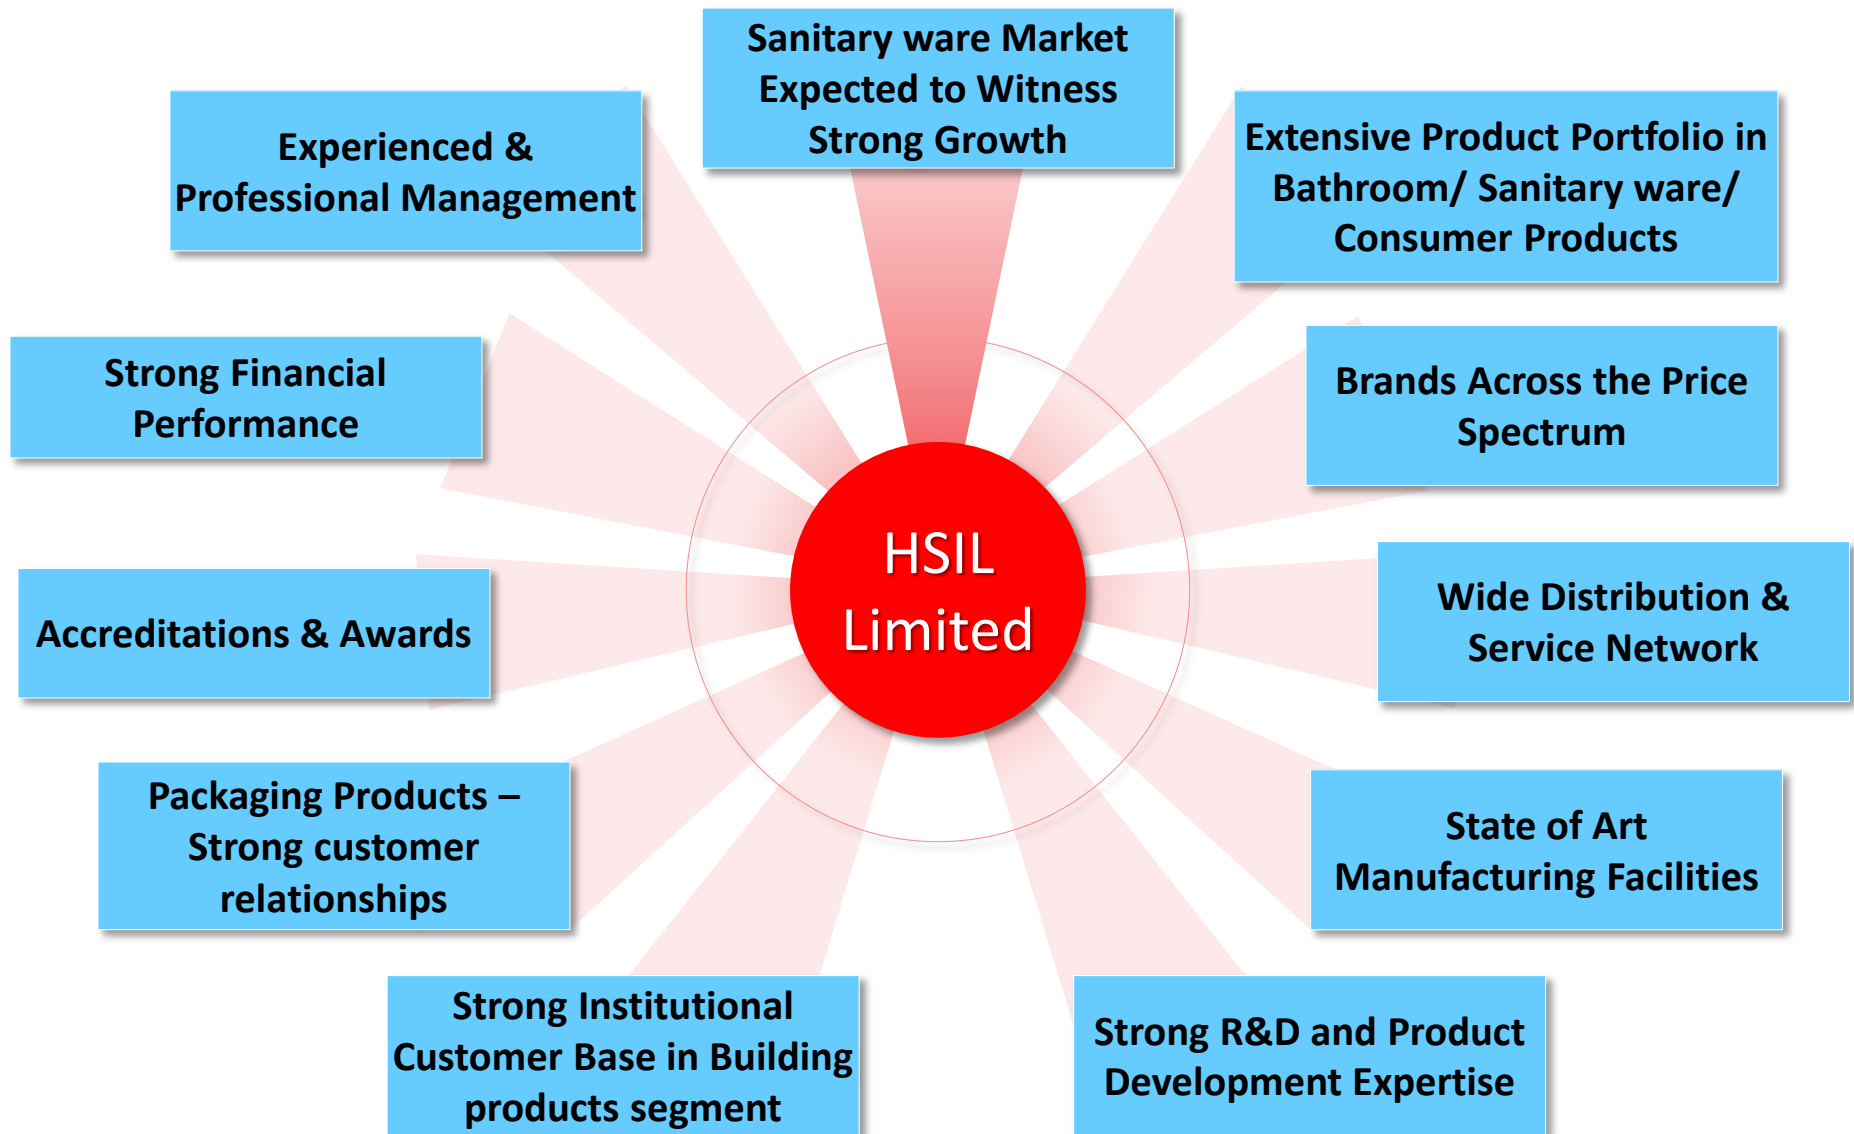 Sanitary ware Market
Expected to Witness
Strong Growth
Extensive Product Portfolio in
Bathroom/ Sanitary ware/
Consumer Products
Brands Across the Price
Spectrum
Wide Distribution &
Service Network
State of Art
Manufacturing Facilities
Strong R&D and Product
Development Expertise
Strong Institutional
Customer Base in Building
products segment
Packaging Products –
Strong customer
relationships
Accreditations & Awards
Strong Financial
Performance
Experienced &
Professional Management
HSIL
Limited